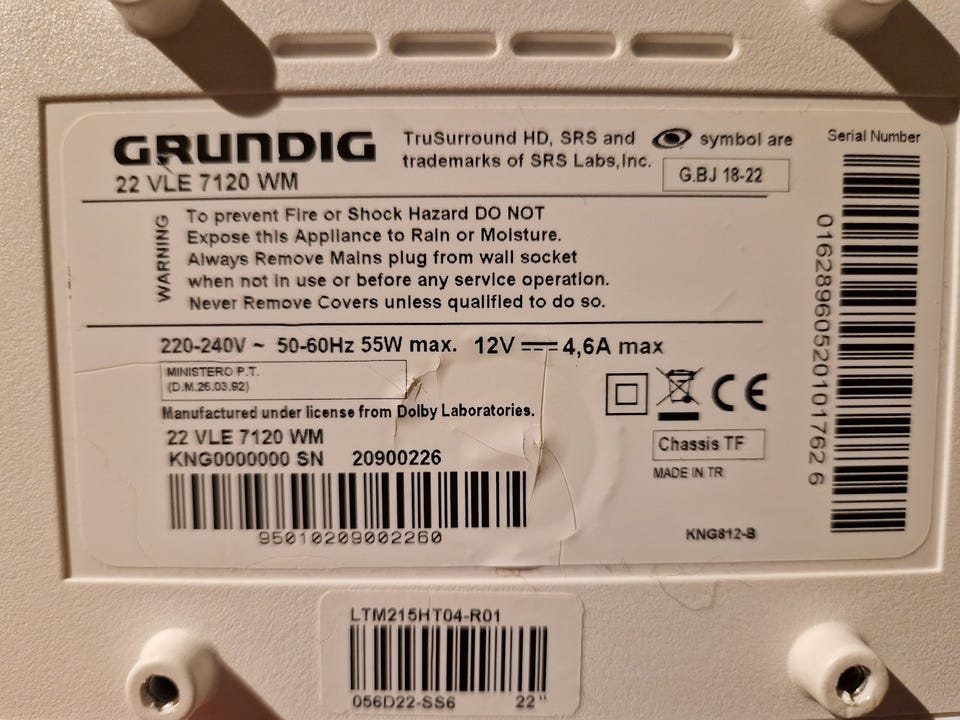 GRUNDIG
22 VLE 7120 WM
TruSurround HD, SRS and symbol are
trademarks of SRS Labs,Inc.
G.BJ 18-22
Serial Number
WARNING
To prevent Fire or Shock Hazard DO NOT
Expose this Appliance to Rain or Moisture.
Always Remove Mains plug from wall socket
when not in use or before any service operation.
Never Remove Covers unless qualified to do so.
220-240V ~ 50-60Hz 55W max. 12V 4,6A max
MINISTERO P.T.
(D.M.26.03.92)
Manufactured under license from Dolby Laboratories.
22 VLE 7120 WM
KNG0000000 SN 20900226
95010209002260
CE
Chassis TF
MADE IN TR
KNG812-B
01628960520101762 6
LTM215HT04-R01
056D22-SS6 22"